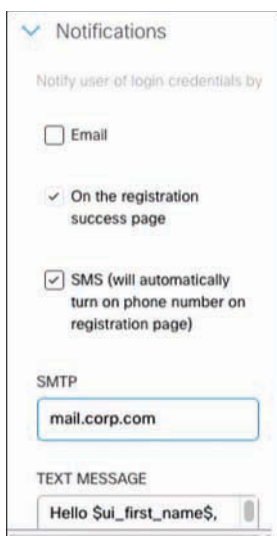 Notifications
Notify user of login credentials by
Email
On the registration
success page
SMS (will automatically
turn on phone number on
registration page)
SMTP
mail.corp.com
TEXT MESSAGE
Hello $ui_first_name$,